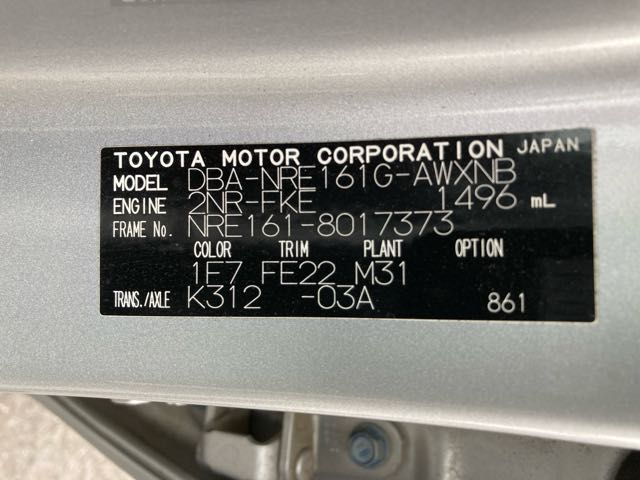 TOYOTA MOTOR CORPORATION JAPAN
MODEL DBA-NRE161G-AWXNB
ENGINE 2NR-FKE 1496 mL
FRAME No. NRE161-8017373
COLOR TRIM PLANT OPTION
1E7 FE22 M31
TRANS./AXLE K312 -03A 861